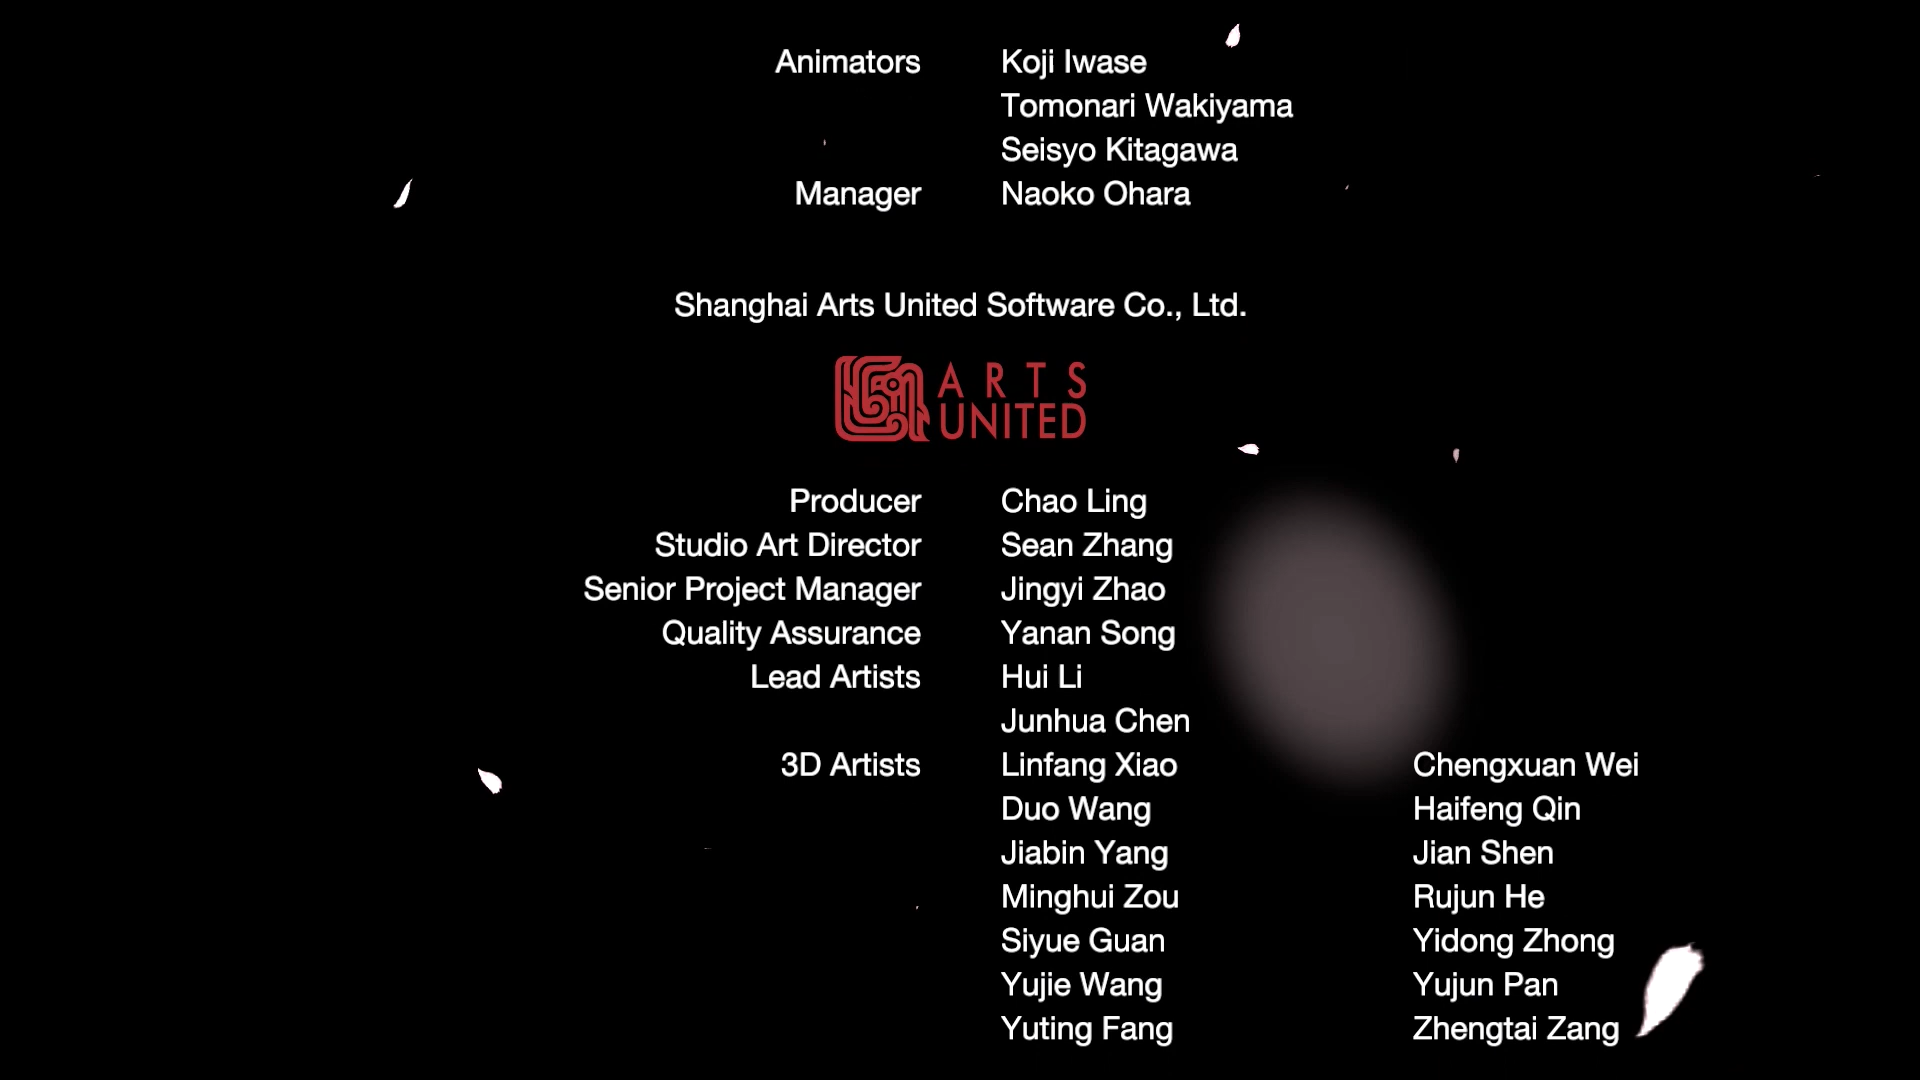 Animators Koji Iwase
Tomonari Wakiyama
Seisyo Kitagawa
Manager Naoko Ohara
Shanghai Arts United Software Co., Ltd.
ARTS
UNITED
Producer Chao Ling
Studio Art Director Sean Zhang
Senior Project Manager Jingyi Zhao
Quality Assurance Yanan Song
Lead Artists Hui Li
Junhua Chen
3D Artists Linfang Xiao Chengxuan Wei
Duo Wang Haifeng Qin
Jiabin Yang Jian Shen
Minghui Zou Rujun He
Siyue Guan Yidong Zhong
Yujie Wang Yujun Pan
Yuting Fang Zhengtai Zang